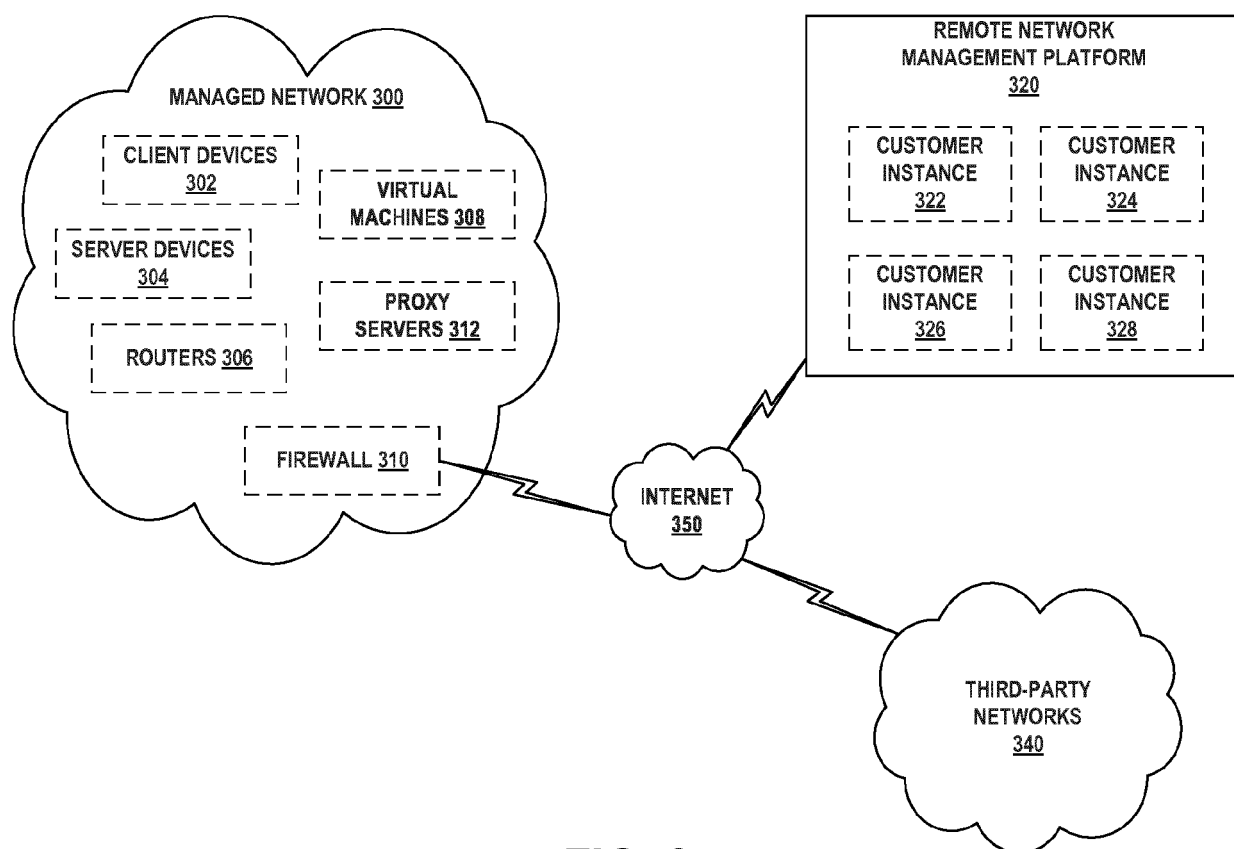 REMOTE NETWORK
MANAGEMENT PLATFORM
320
CUSTOMER
INSTANCE
322
CUSTOMER
INSTANCE
324
CUSTOMER
INSTANCE
326
CUSTOMER
INSTANCE
328
MANAGED NETWORK 300
CLIENT DEVICES
302
VIRTUAL
MACHINES 308
SERVER DEVICES
304
PROXY
SERVERS 312
ROUTERS 306
FIREWALL 310
INTERNET
350
THIRD-PARTY
NETWORKS
340